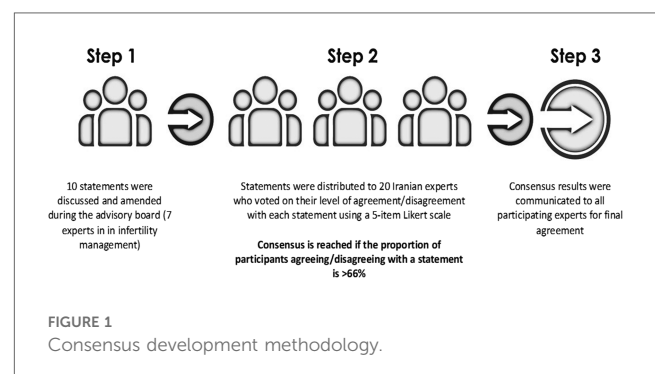 Step 1
Step 2
Step 3
10 statements were
discussed and amended
during the advisory board (7
experts in in infertility
management)
Statements were distributed to 20 Iranian experts
who voted on their level of agreement/disagreement
with each statement using a 5-item Likert scale
Consensus is reached if the proportion of
participants agreeing/disagreeing with a statement
is >66%
Consensus results were
communicated to all
participating experts for final
agreement
FIGURE 1
Consensus development methodology.